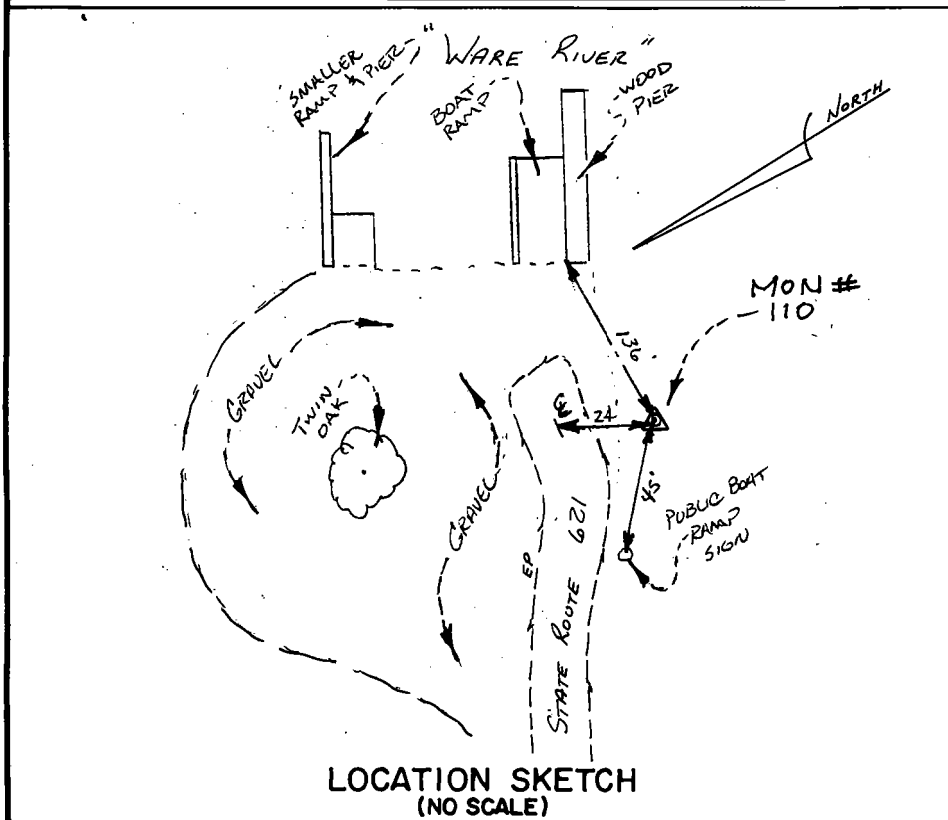 "WARE RIVER"
SMALLER
RAMP & PIER
BOAT
RAMP
WOOD
PIER
NORTH
MON #
110
136'
GRAVEL
TWIN
OAK
24'
45'
GRAVEL
PUBLIC BOAT
RAMP
SIGN
EP
STATE ROUTE 621
LOCATION SKETCH
(NO SCALE)